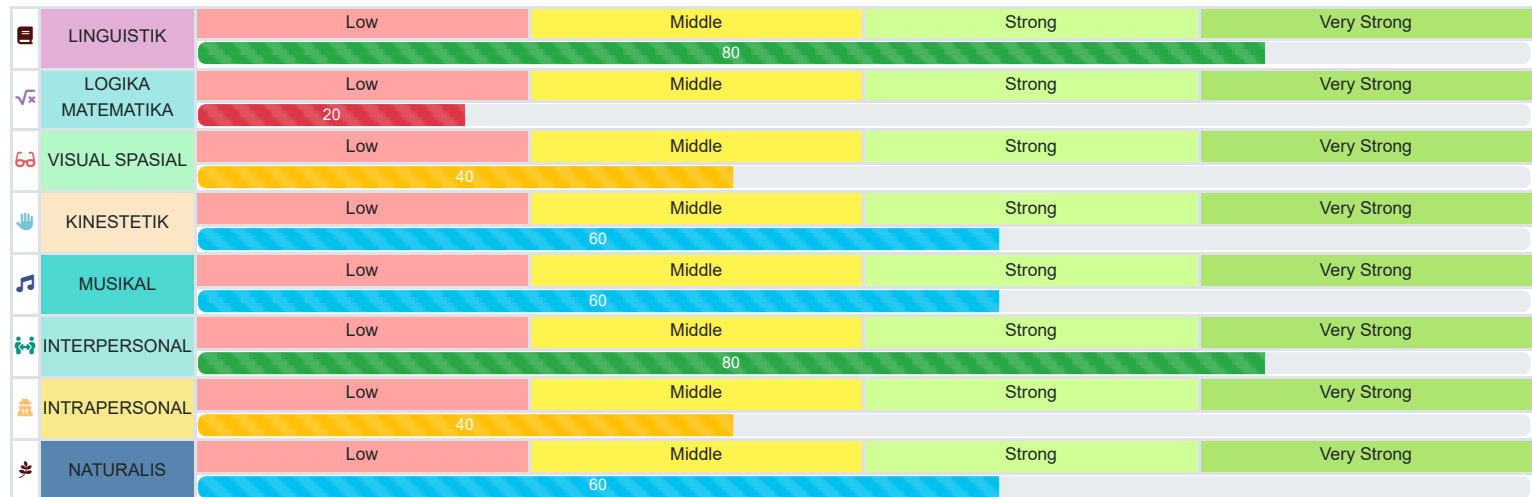 LINGUISTIK
Low Middle Strong Very Strong
80
LOGIKA
MATEMATIKA
Low Middle Strong Very Strong
20
VISUAL SPASIAL
Low Middle Strong Very Strong
40
KINESTETIK
Low Middle Strong Very Strong
60
MUSIKAL
Low Middle Strong Very Strong
60
INTERPERSONAL
Low Middle Strong Very Strong
80
INTRAPERSONAL
Low Middle Strong Very Strong
40
NATURALIS
Low Middle Strong Very Strong
60